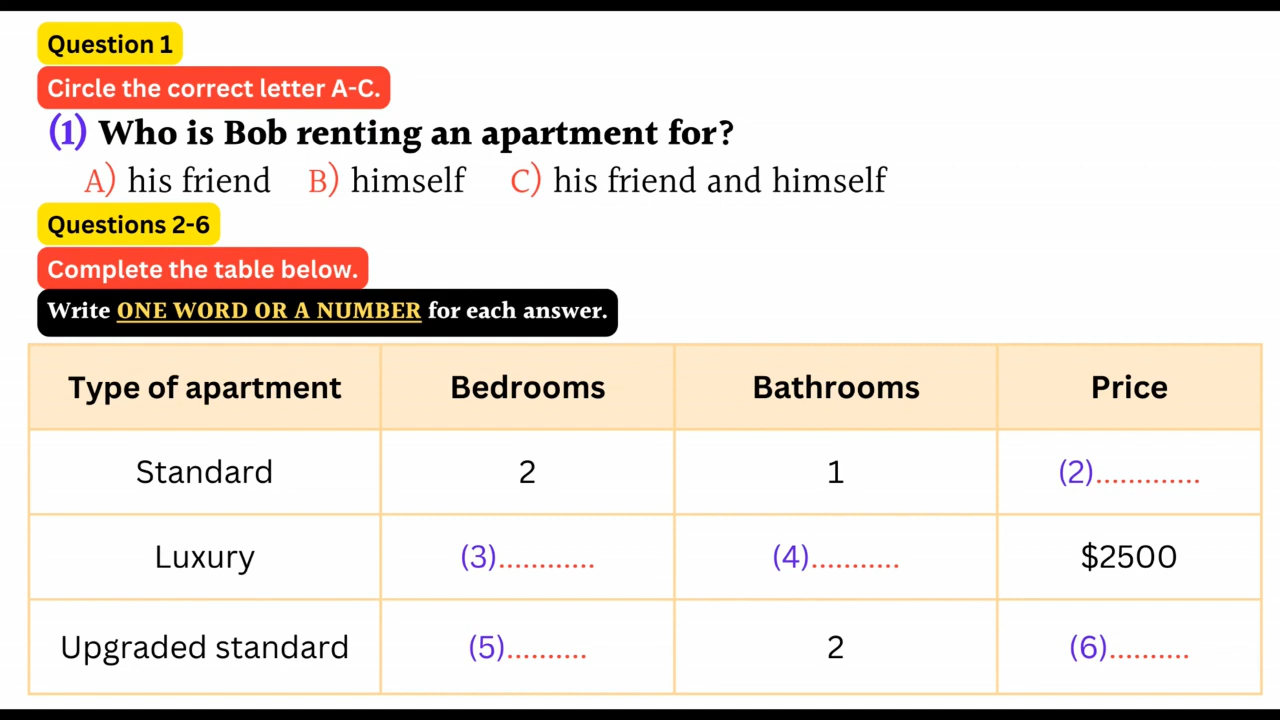 Question 1
Circle the correct letter A-C.
(1) Who is Bob renting an apartment for?
A) his friend B) himself C) his friend and himself
Questions 2-6
Complete the table below.
Write ONE WORD OR A NUMBER for each answer.
Type of apartment Bedrooms Bathrooms Price
Standard 2 1 (2).............
Luxury (3)............ (4)........... $2500
Upgraded standard (5).......... 2 (6)..........